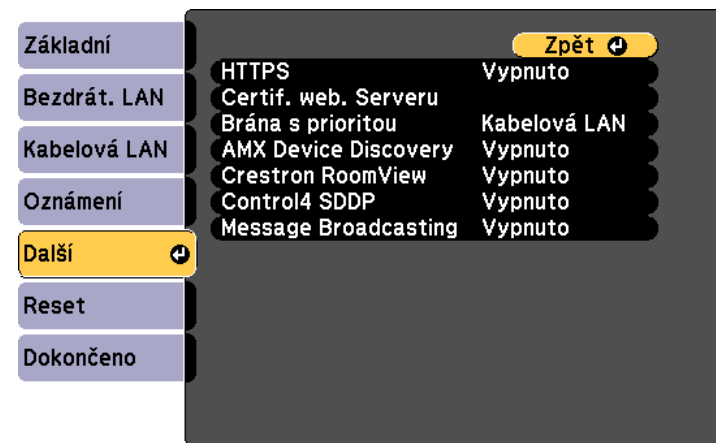 Základní
Bezdrát. LAN
Kabelová LAN
Oznámení
Další
Reset
Dokončeno
Zpět
HTTPS Vypnuto
Certif. web. Serveru
Brána s prioritou Kabelová LAN
AMX Device Discovery Vypnuto
Crestron RoomView Vypnuto
Control4 SDDP Vypnuto
Message Broadcasting Vypnuto